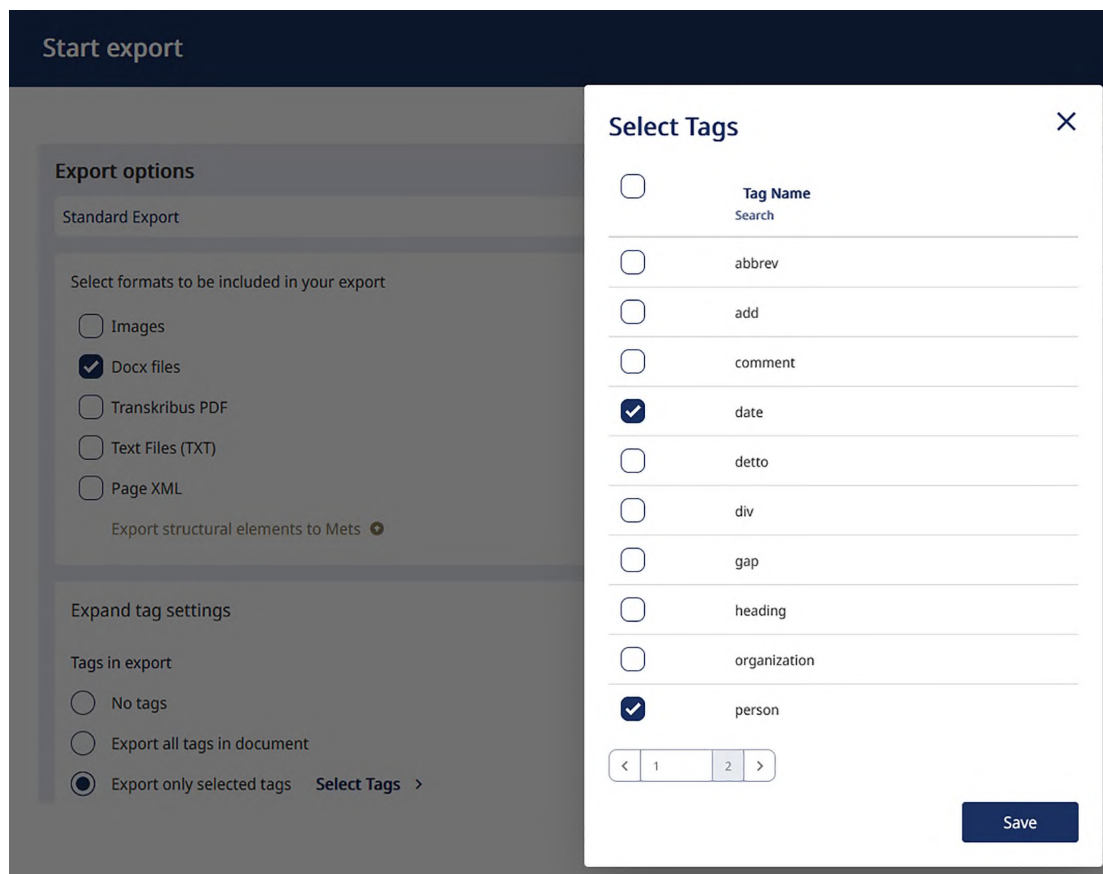 Start export
Export options
Standard Export
Select formats to be included in your export
Images
Docx files
Transkribus PDF
Text Files (TXT)
Page XML
Export structural elements to Mets
Expand tag settings
Tags in export
No tags
Export all tags in document
Export only selected tags Select Tags >
Select Tags
Tag Name
Search
abbrev
add
comment
date
detto
div
gap
heading
organization
person
< 1 2 >
Save